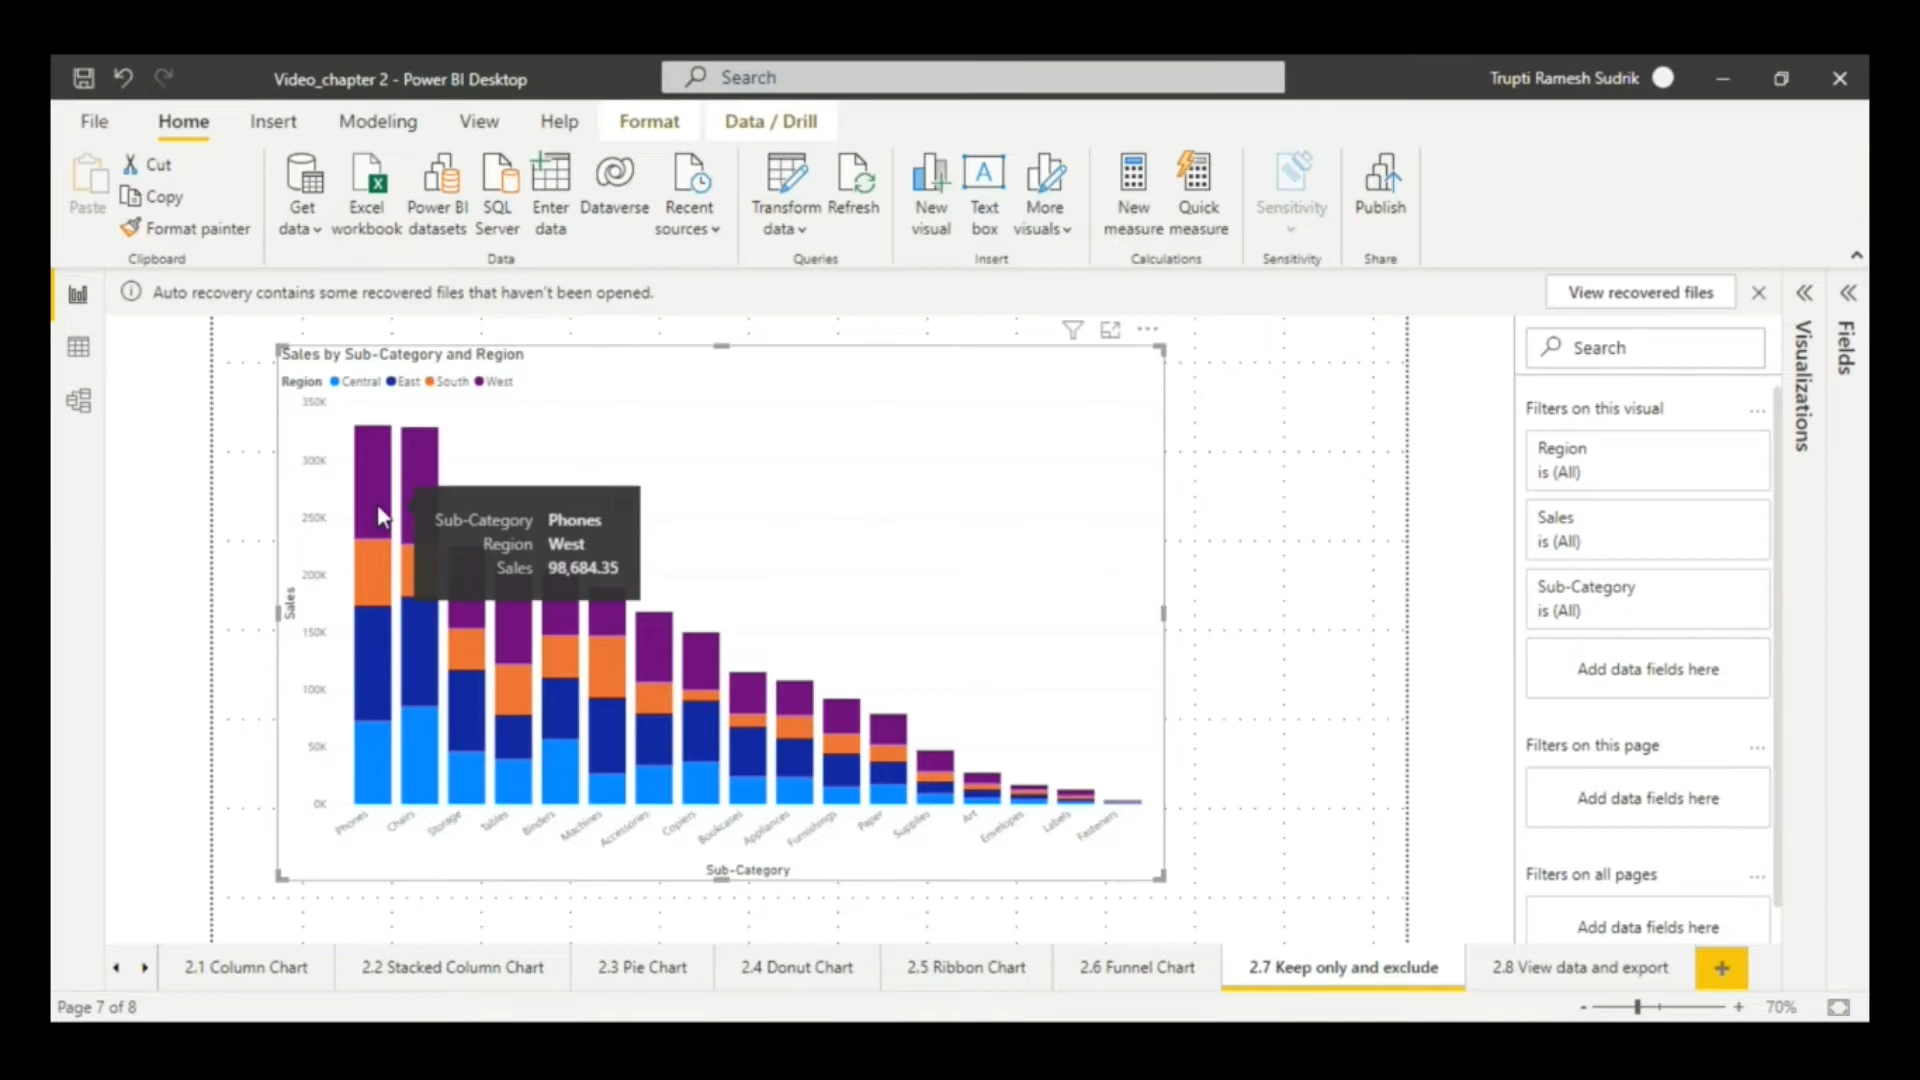 Video_chapter 2 - Power BI Desktop
Search
Trupti Ramesh Sudrik
File
Home
Insert
Modeling
View
Help
Format
Data / Drill
Paste
Cut
Copy
Format painter
Clipboard
Get data
Excel workbook
Power BI datasets
SQL Server
Enter data
Dataverse
Recent sources
Data
Transform data
Refresh
Queries
New visual
Text box
More visuals
Insert
New measure
Quick measure
Calculations
Sensitivity
Sensitivity
Publish
Share
Auto recovery contains some recovered files that haven't been opened.
View recovered files
Sales by Sub-Category and Region
Region Central East South West
350K
300K
250K
200K
150K
100K
50K
0K
Sales
Sub-Category Phones
Region West
Sales 98,684.35
Phones
Chairs
Storage
Tables
Binders
Machines
Accessories
Copiers
Bookcases
Appliances
Furnishings
Paper
Supplies
Art
Envelopes
Labels
Fasteners
Sub-Category
Search
Filters on this visual
Region
is (All)
Sales
is (All)
Sub-Category
is (All)
Add data fields here
Filters on this page
Add data fields here
Filters on all pages
Add data fields here
Visualizations
Fields
2.1 Column Chart
2.2 Stacked Column Chart
2.3 Pie Chart
2.4 Donut Chart
2.5 Ribbon Chart
2.6 Funnel Chart
2.7 Keep only and exclude
2.8 View data and export
Page 7 of 8
70%